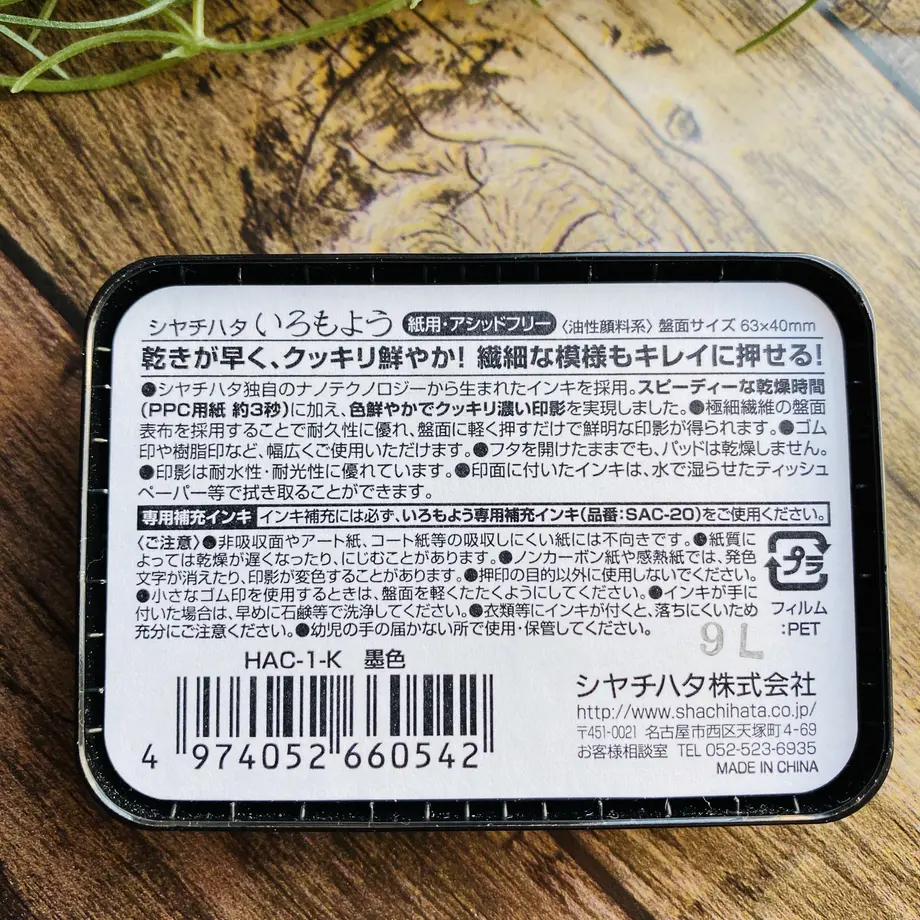 シヤチハタ いろもよう 紙用・アシッドフリー 〈油性顔料系〉 盤面サイズ 63×40mm
乾きが早く、クッキリ鮮やか! 繊細な模様もキレイに押せる!
●シヤチハタ独自のナノテクノロジーから生まれたインキを採用。スピーディーな乾燥時間
(PPC用紙 約3秒)に加え、色鮮やかでクッキリ濃い印影を実現しました。●極細繊維の盤面
表布を採用することで耐久性に優れ、盤面に軽く押すだけで鮮明な印影が得られます。●ゴム
印や樹脂印など、幅広くご使用いただけます。●フタを開けたままでも、パッドは乾燥しません。
●印影は耐水性・耐光性に優れています。●印面に付いたインキは、水で湿らせたティッシュ
ペーパー等で拭き取ることができます。
専用補充インキ インキ補充には必ず、いろもよう専用補充インキ(品番:SAC-20)をご使用ください。
〈ご注意〉●非吸収面やアート紙、コート紙等の吸収しにくい紙には不向きです。●紙質に
よっては乾燥が遅くなったり、にじむことがあります。●ノンカーボン紙や感熱紙では、発色
文字が消えたり、印影が変色することがあります。●押印の目的以外に使用しないでください。
●小さなゴム印を使用するときは、盤面を軽くたたくようにしてください。●インキが手に
付いた場合は、早めに石鹸等で洗浄してください。●衣類等にインキが付くと、落ちにくいため
充分にご注意ください。●幼児の手の届かない所で使用・保管してください。
プラ
フィルム
:PET
9L
HAC-1-K 墨色
4 974052 660542
シヤチハタ株式会社
http://www.shachihata.co.jp/
〒451-0021 名古屋市西区天塚町4-69
お客様相談室 TEL 052-523-6935
MADE IN CHINA